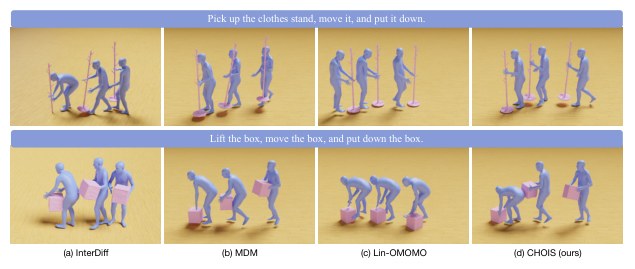 Pick up the clothes stand, move it, and put it down.
Lift the box, move the box, and put down the box.
(a) InterDiff (b) MDM (c) Lin-OMOMO (d) CHOIS (ours)